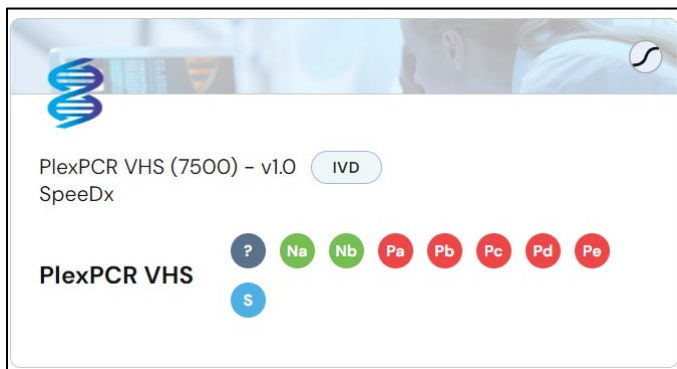 PlexPCR VHS (7500) – v1.0 IVD
SpeeDx
PlexPCR VHS ? Na Nb Pa Pb Pc Pd Pe
S